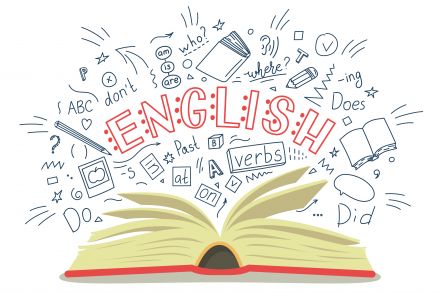 who?
am
is
are
where?
P
T
-ing
don't
ABC
Does
ENGLISH
Past
B
verbs
-s
A
at
on
Do
...
Did